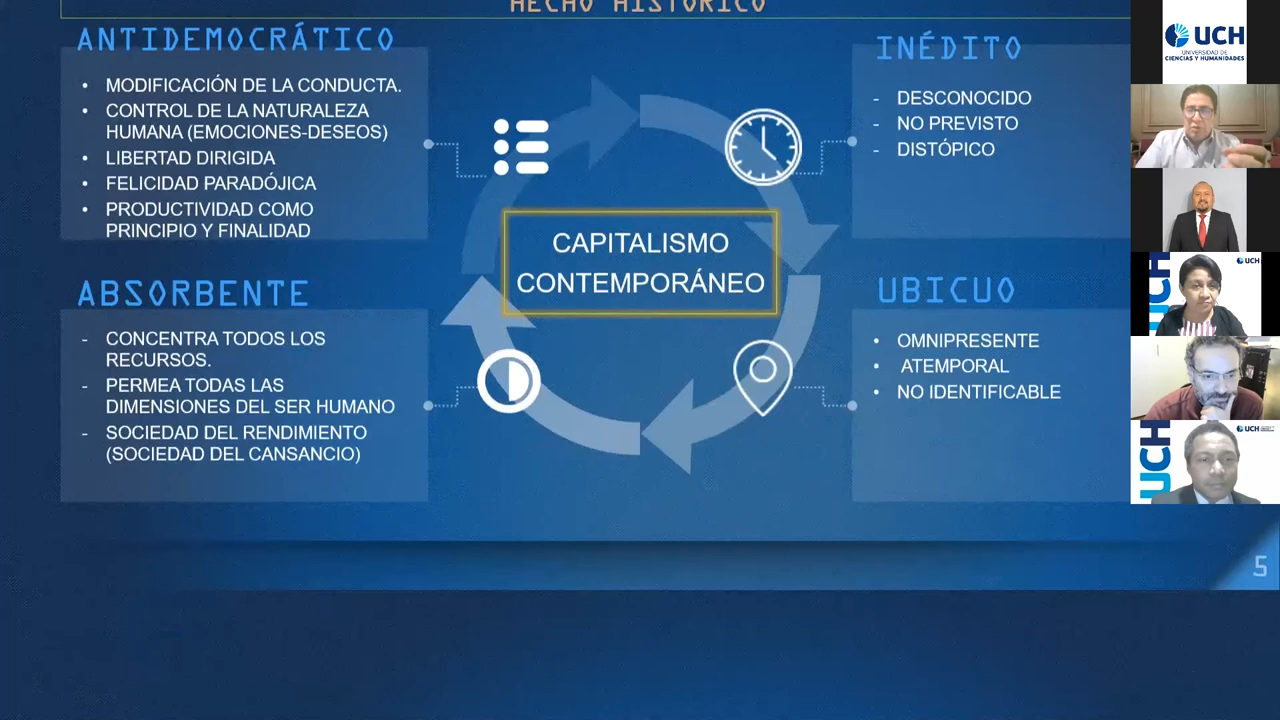 HECHO HISTÓRICO
ANTIDEMOCRÁTICO
• MODIFICACIÓN DE LA CONDUCTA.
• CONTROL DE LA NATURALEZA
HUMANA (EMOCIONES-DESEOS)
• LIBERTAD DIRIGIDA
• FELICIDAD PARADÓJICA
• PRODUCTIVIDAD COMO
PRINCIPIO Y FINALIDAD
INÉDITO
- DESCONOCIDO
- NO PREVISTO
- DISTÓPICO
CAPITALISMO
CONTEMPORÁNEO
ABSORBENTE
- CONCENTRA TODOS LOS
RECURSOS.
- PERMEA TODAS LAS
DIMENSIONES DEL SER HUMANO
- SOCIEDAD DEL RENDIMIENTO
(SOCIEDAD DEL CANSANCIO)
UBICUO
• OMNIPRESENTE
• ATEMPORAL
• NO IDENTIFICABLE
5
UCH
UNIVERSIDAD DE
CIENCIAS Y HUMANIDADES
UCH
UCH
UCH
UCH